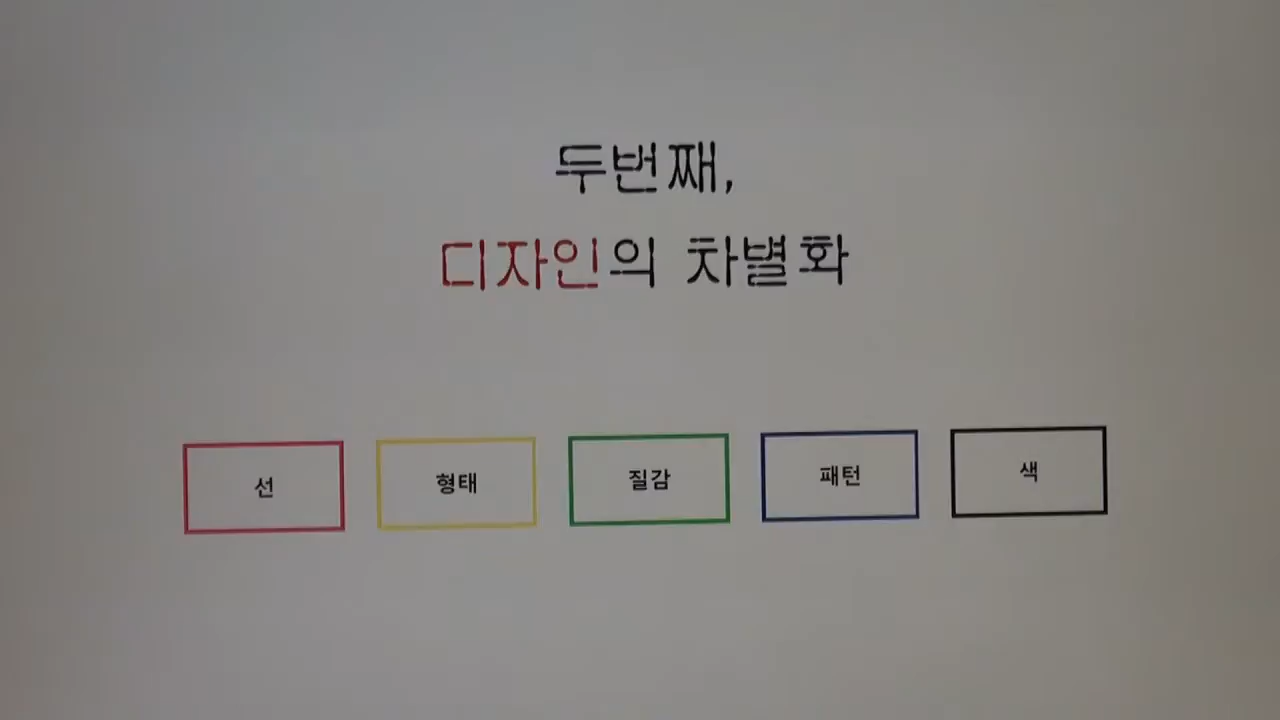 두번째,
디자인의 차별화
선 형태 질감 패턴 색